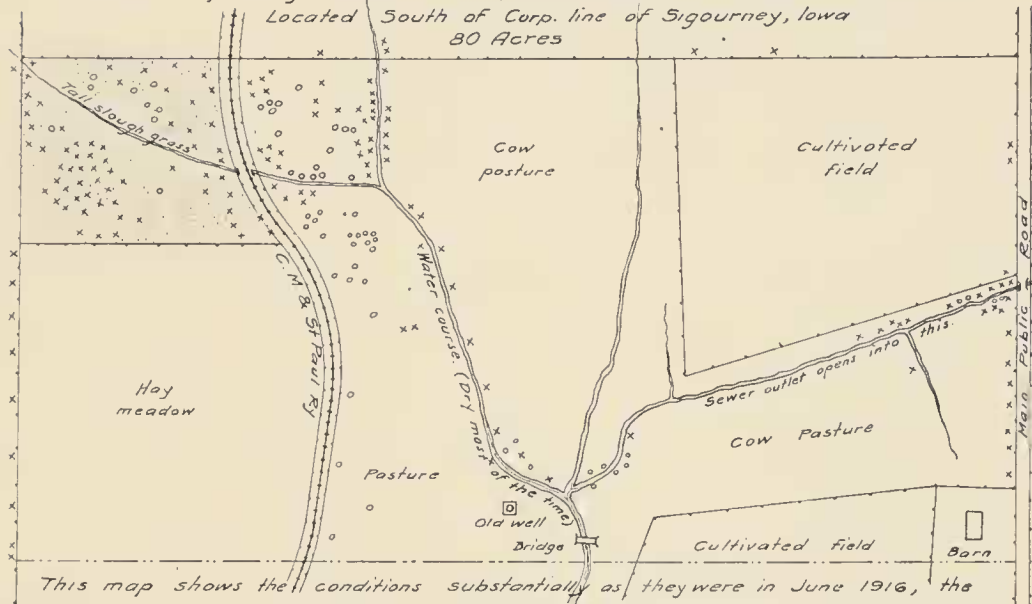 Located South of Corp. line of Sigourney, Iowa
80 Acres
Tall slough grass
Cow
pasture
Cultivated
field
Main Public Road
C. M & St Paul Ry
Water course. (Dry most of the time)
Hay
meadow
Sewer outlet opens into this.
Cow Pasture
Pasture
Old well
Bridge
Cultivated field
Barn
This map shows the conditions substantially as they were in June 1916, the